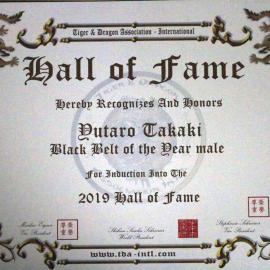 Tiger & Dragon Association - International
Hall of Fame
Hereby Recognizes And Honors
Yutaro Takaki
Black Belt of the Year male
For Induction Into The
2019 Hall of Fame
Vice President
World President
Vice President
www.tda-intl.com